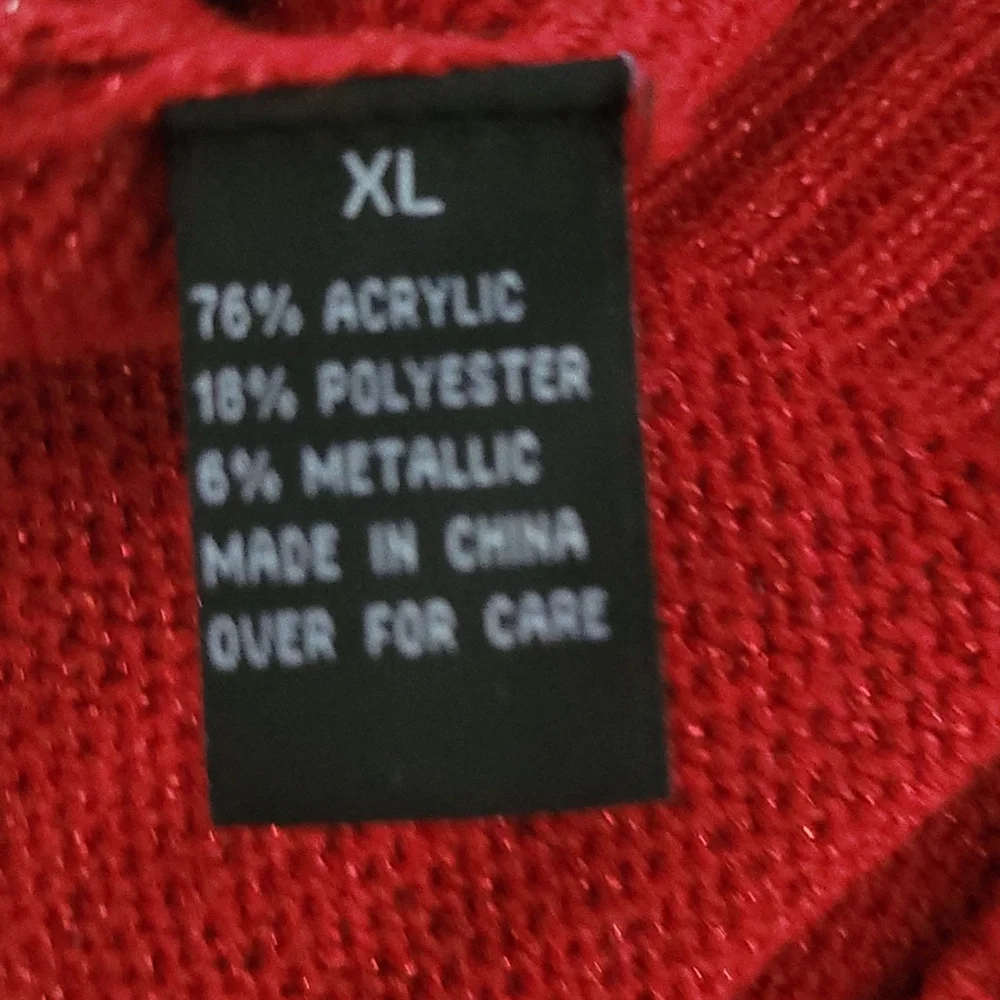 XL
76% ACRYLIC
18% POLYESTER
6% METALLIC
MADE IN CHINA
OVER FOR CARE